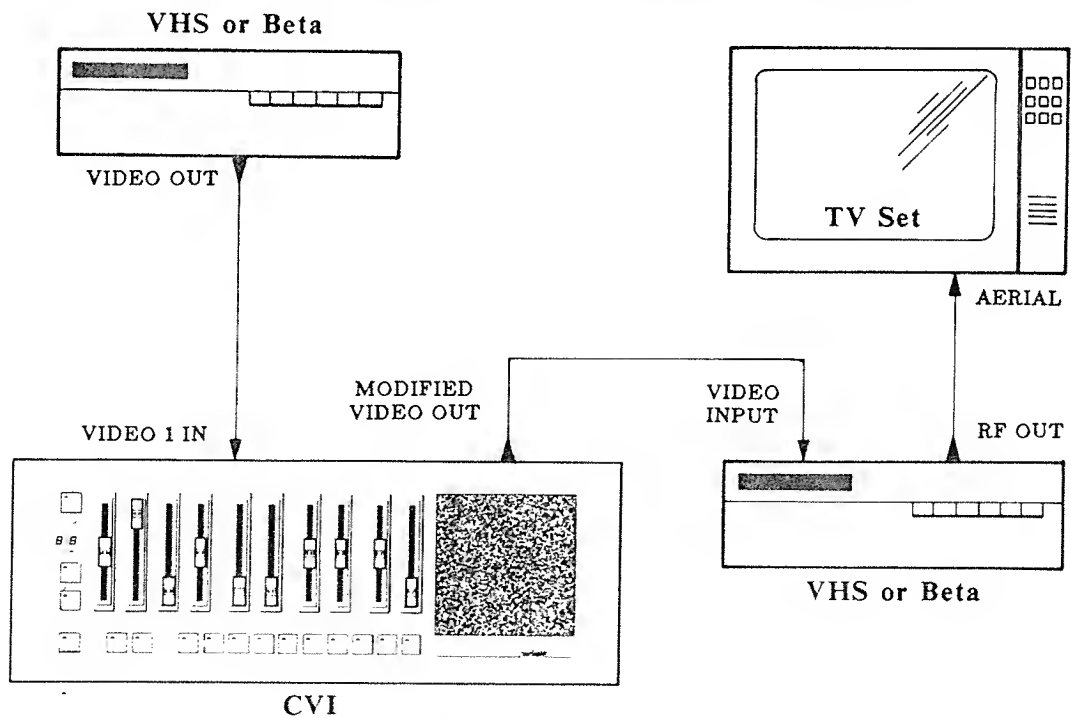 VHS or Beta
VIDEO OUT
TV Set
AERIAL
MODIFIED
VIDEO OUT
VIDEO
INPUT
VIDEO 1 IN
RF OUT
VHS or Beta
CVI